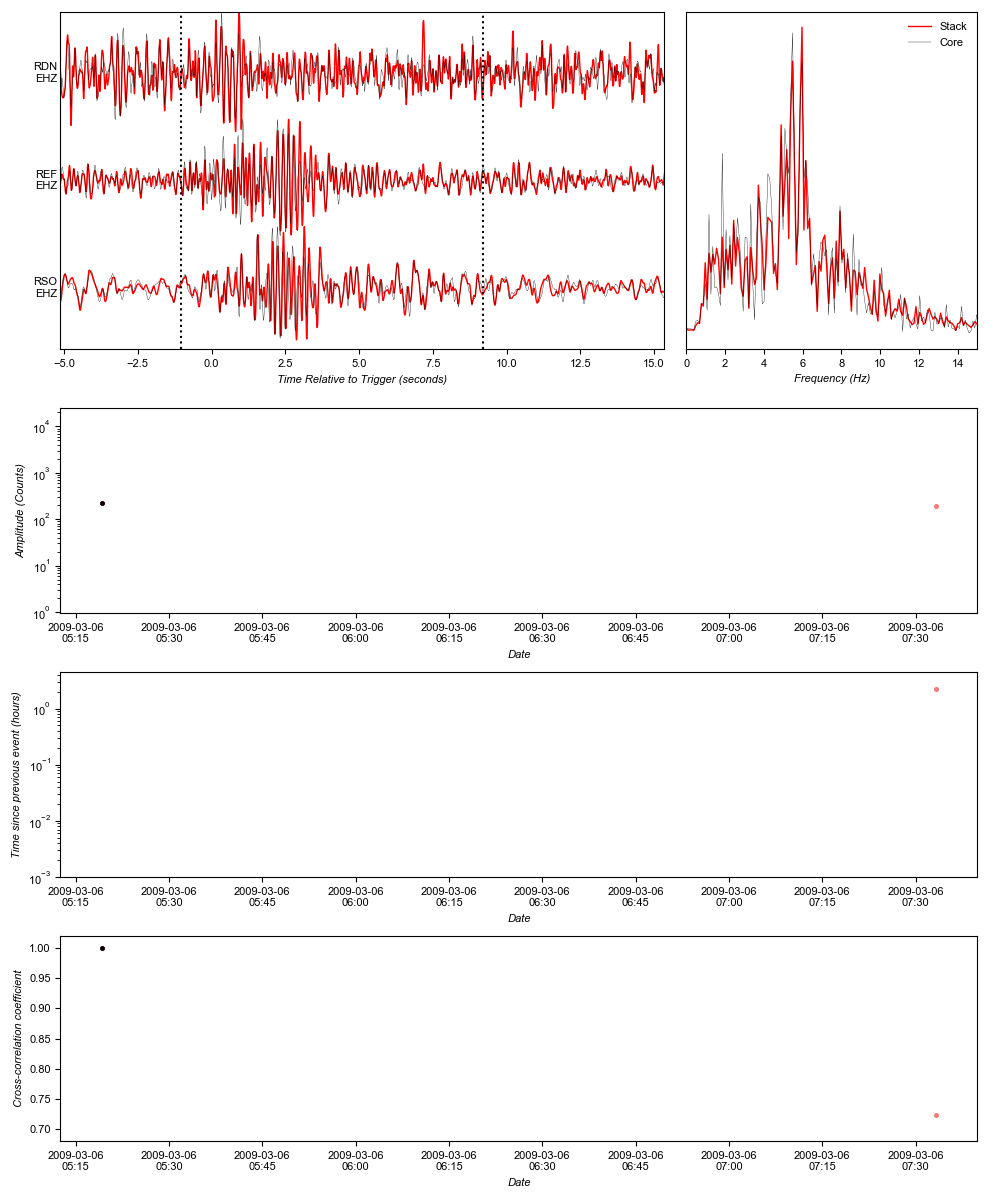 RDN
EHZ
REF
EHZ
RSO
EHZ
−5.0 −2.5 0.0 2.5 5.0 7.5 10.0 12.5 15.0
Time Relative to Trigger (seconds)
Stack
Core
0 2 4 6 8 10 12 14
Frequency (Hz)
Amplitude (Counts)
10^4
10^3
10^2
10^1
10^0
2009-03-06 2009-03-06 2009-03-06 2009-03-06 2009-03-06 2009-03-06 2009-03-06 2009-03-06 2009-03-06 2009-03-06
05:15 05:30 05:45 06:00 06:15 06:30 06:45 07:00 07:15 07:30
Date
Time since previous event (hours)
10^0
10^−1
10^−2
10^−3
2009-03-06 2009-03-06 2009-03-06 2009-03-06 2009-03-06 2009-03-06 2009-03-06 2009-03-06 2009-03-06 2009-03-06
05:15 05:30 05:45 06:00 06:15 06:30 06:45 07:00 07:15 07:30
Date
Cross-correlation coefficient
1.00
0.95
0.90
0.85
0.80
0.75
0.70
2009-03-06 2009-03-06 2009-03-06 2009-03-06 2009-03-06 2009-03-06 2009-03-06 2009-03-06 2009-03-06 2009-03-06
05:15 05:30 05:45 06:00 06:15 06:30 06:45 07:00 07:15 07:30
Date